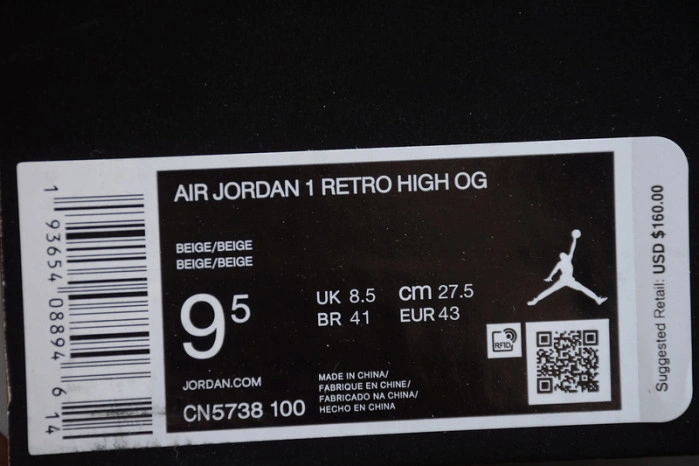 AIR JORDAN 1 RETRO HIGH OG
BEIGE/BEIGE
BEIGE/BEIGE
9 5
UK 8.5 cm 27.5
BR 41 EUR 43
JORDAN.COM
CN5738 100
MADE IN CHINA/
FABRIQUE EN CHINE/
FABRICADO NA CHINA/
HECHO EN CHINA
RFID
Suggested Retail: USD $160.00
1 93654 08894 6 14